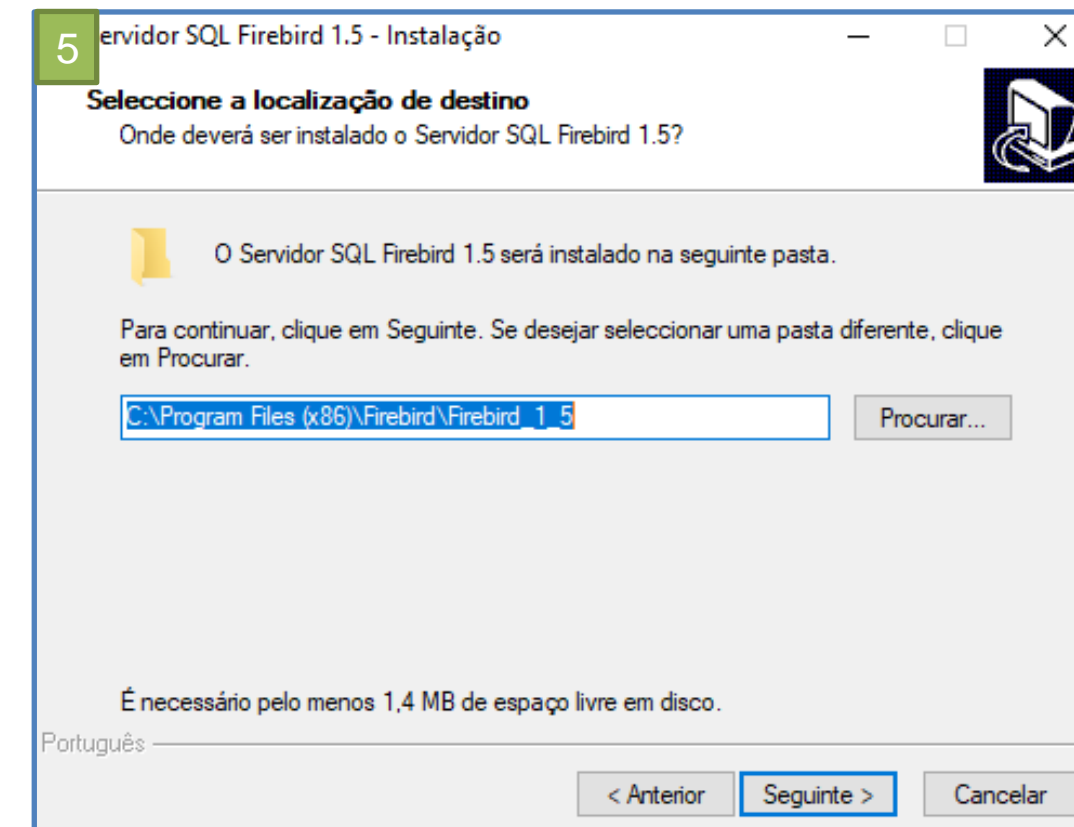 5
ervidor SQL Firebird 1.5 - Instalação
Seleccione a localização de destino
Onde deverá ser instalado o Servidor SQL Firebird 1.5?
O Servidor SQL Firebird 1.5 será instalado na seguinte pasta.
Para continuar, clique em Seguinte. Se desejar seleccionar uma pasta diferente, clique
em Procurar.
C:\Program Files (x86)\Firebird\Firebird_1_5
Procurar...
É necessário pelo menos 1,4 MB de espaço livre em disco.
Português
< Anterior
Seguinte >
Cancelar